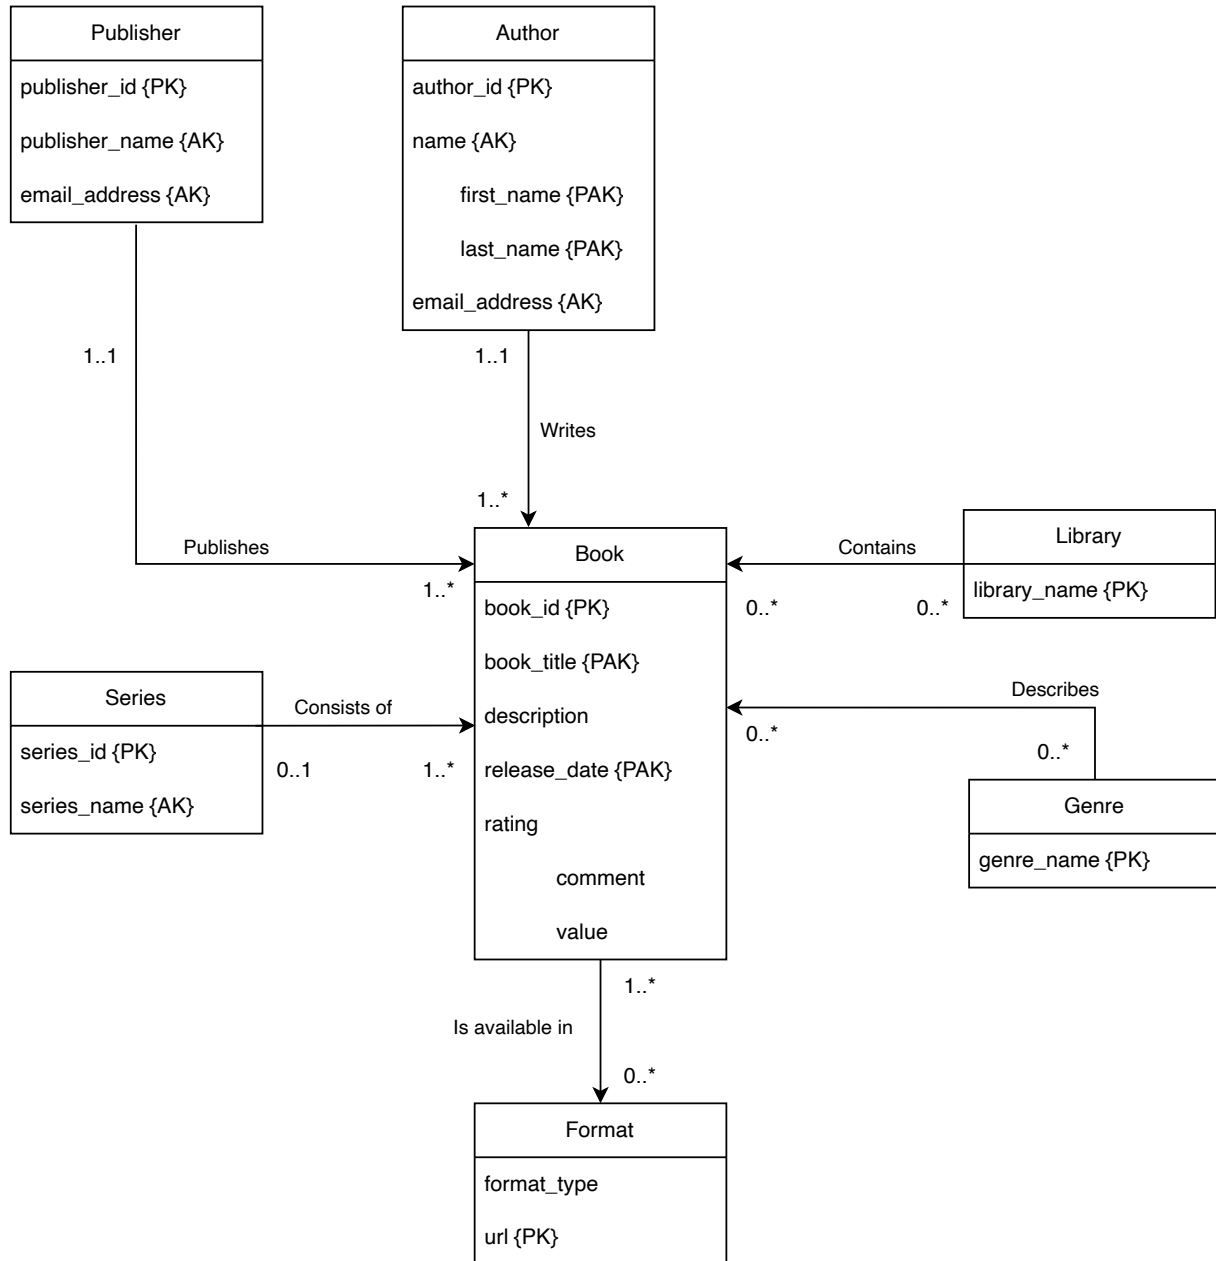 Publisher
publisher_id {PK}
publisher_name {AK}
email_address {AK}
Author
author_id {PK}
name {AK}
first_name {PAK}
last_name {PAK}
email_address {AK}
1..1
1..1
Writes
1..*
Publishes
1..*
Book
book_id {PK}
book_title {PAK}
description
release_date {PAK}
rating
comment
value
Contains
0..*
0..*
Library
library_name {PK}
Series
series_id {PK}
series_name {AK}
Consists of
0..1
1..*
Describes
0..*
0..*
Genre
genre_name {PK}
1..*
Is available in
0..*
Format
format_type
url {PK}